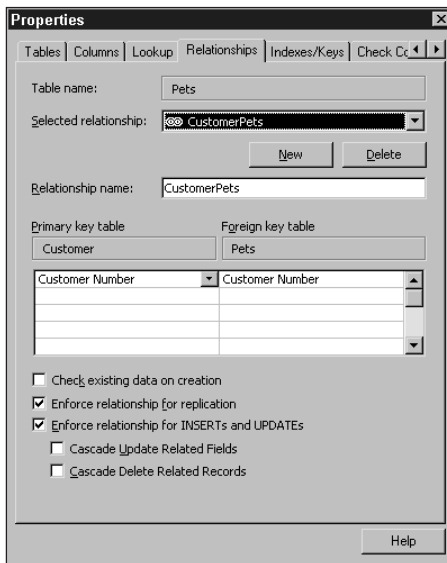 Properties
Tables Columns Lookup Relationships Indexes/Keys Check Co
Table name: Pets
Selected relationship: CustomerPets
New Delete
Relationship name: CustomerPets
Primary key table Foreign key table
Customer Pets
Customer Number Customer Number
Check existing data on creation
Enforce relationship for replication
Enforce relationship for INSERTs and UPDATEs
Cascade Update Related Fields
Cascade Delete Related Records
Help